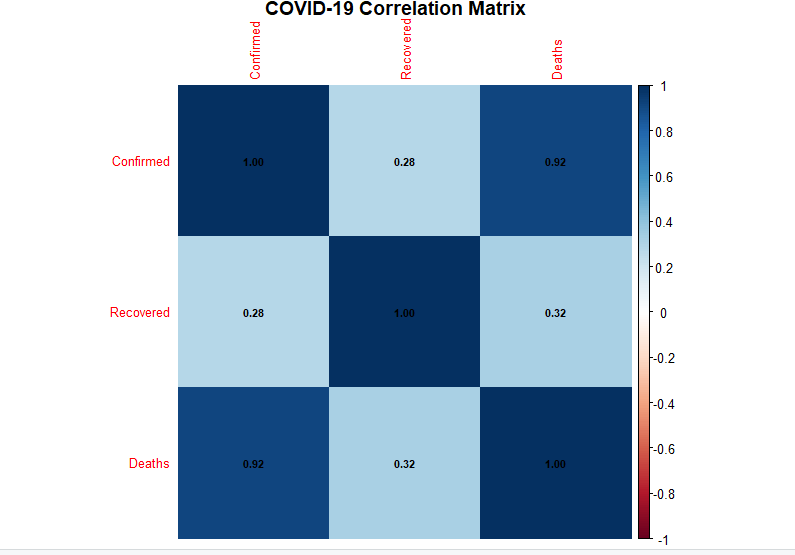 COVID-19 Correlation Matrix
Confirmed
Recovered
Deaths
Confirmed
1.00
0.28
0.92
Recovered
0.28
1.00
0.32
Deaths
0.92
0.32
1.00
1
0.8
0.6
0.4
0.2
0
-0.2
-0.4
-0.6
-0.8
-1